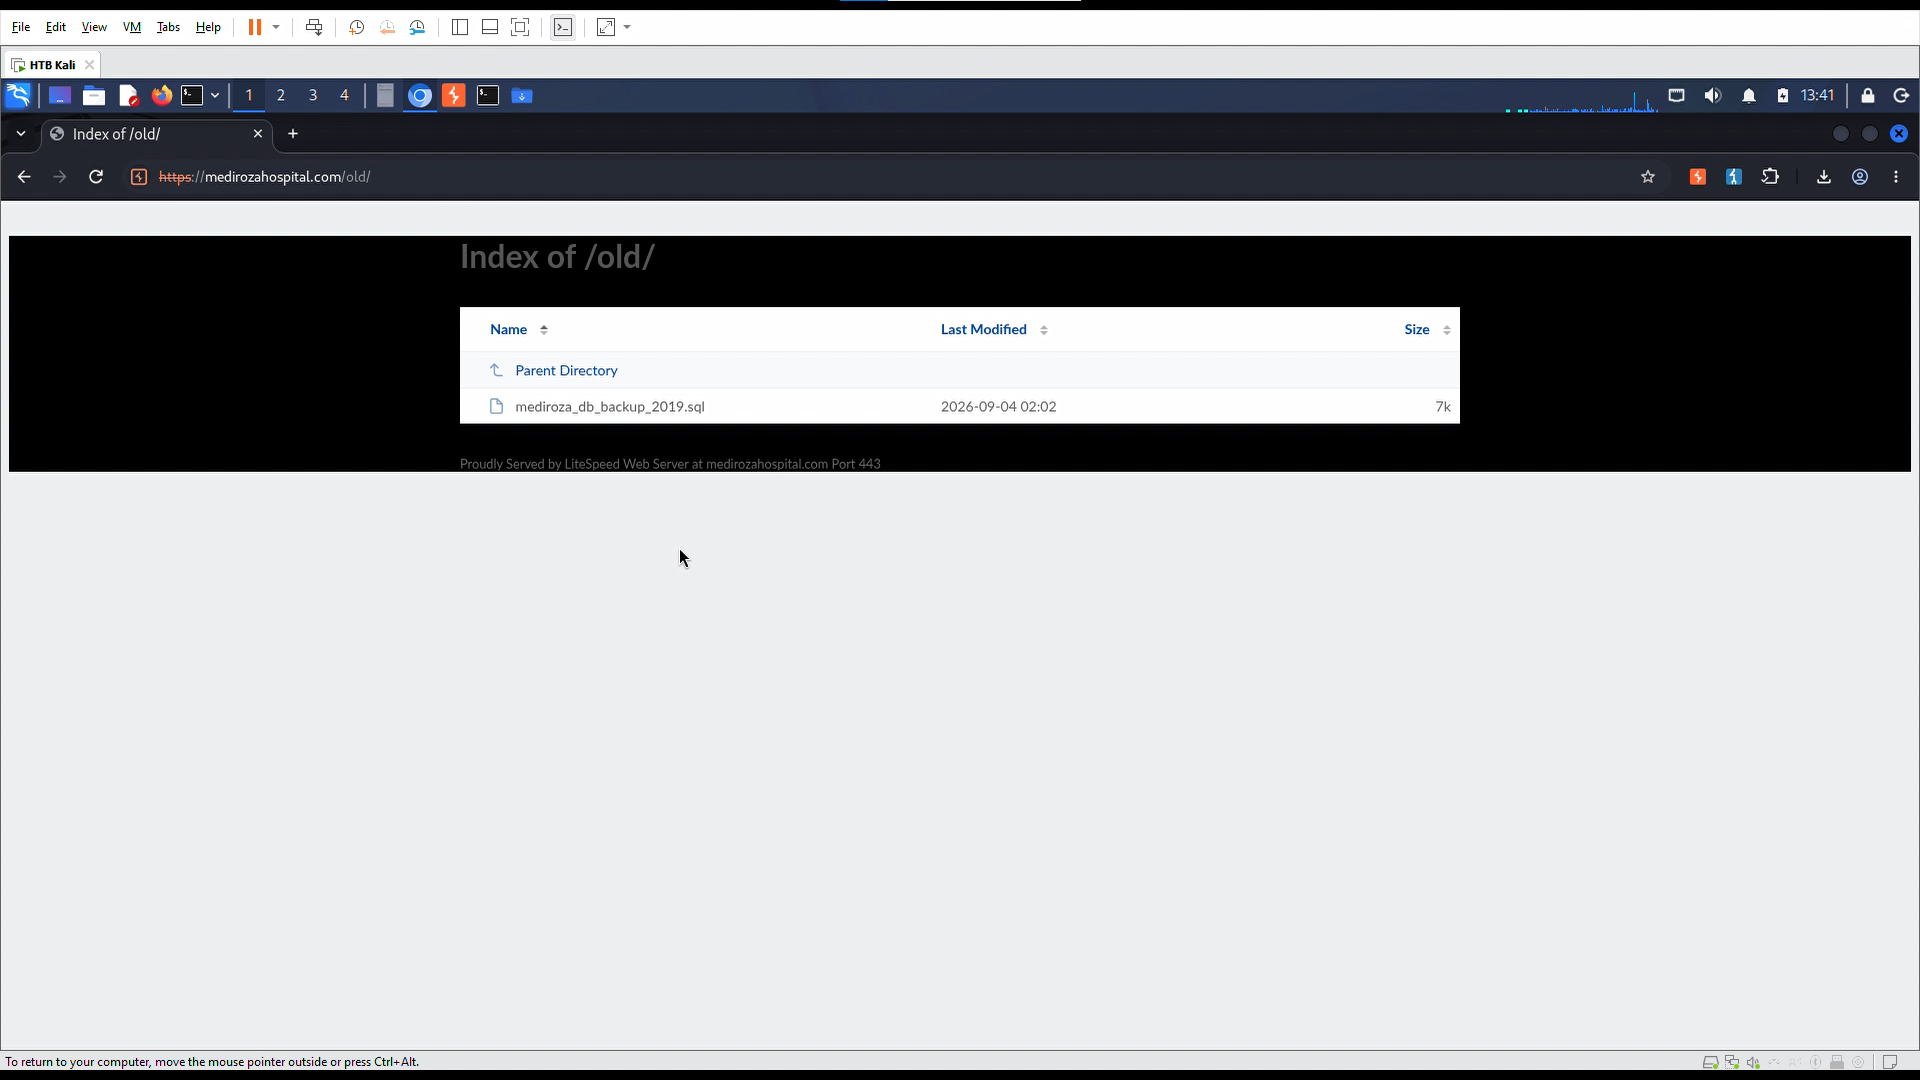 File Edit View VM Tabs Help
HTB Kali
1 2 3 4
13:41
Index of /old/
https://medirozahospital.com/old/
Index of /old/
Name Last Modified Size
Parent Directory
mediroza_db_backup_2019.sql 2026-09-04 02:02 7k
Proudly Served by LiteSpeed Web Server at medirozahospital.com Port 443
To return to your computer, move the mouse pointer outside or press Ctrl+Alt.